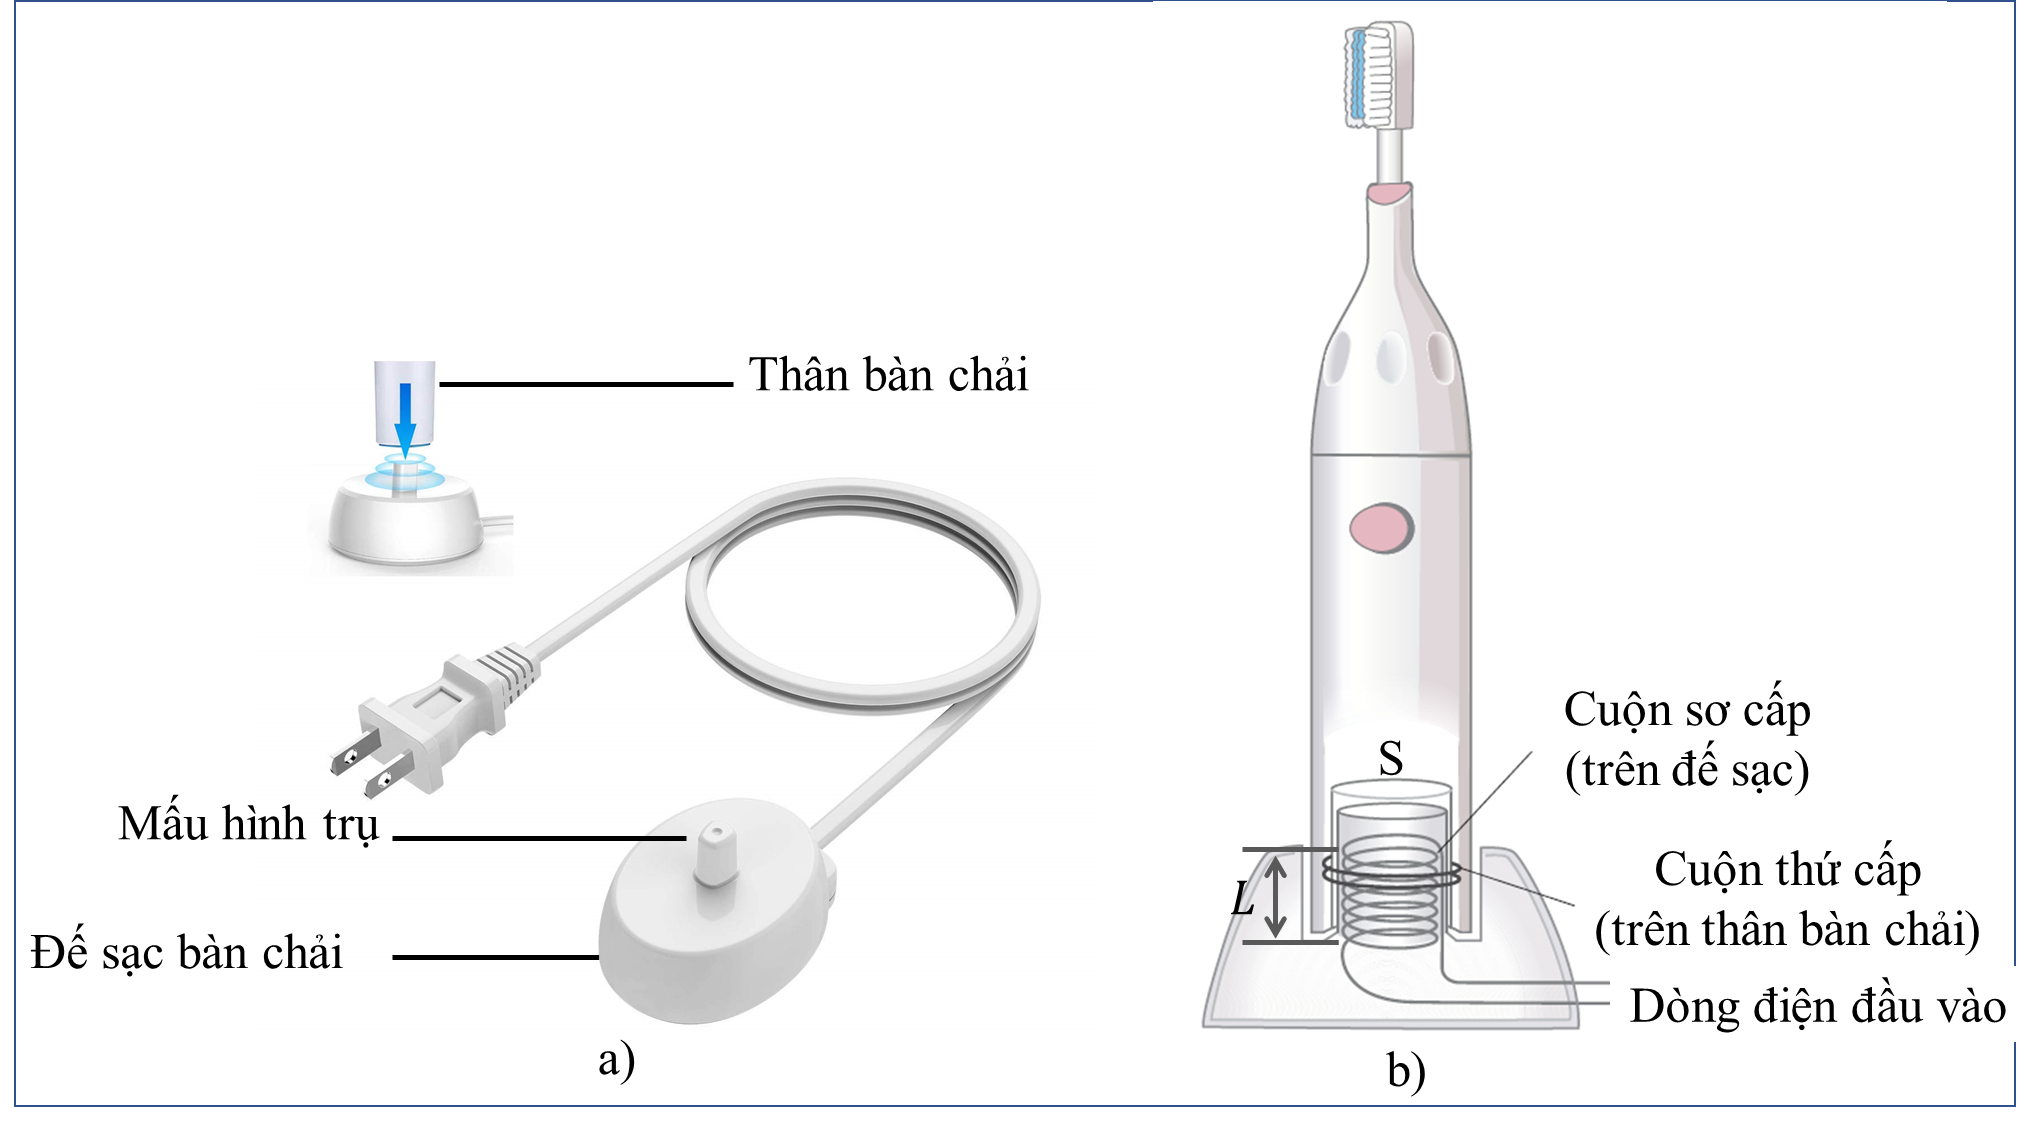 Thân bàn chải
Mấu hình trụ
Đế sạc bàn chải
a)
S
Cuộn sơ cấp
(trên đế sạc)
L
Cuộn thứ cấp
(trên thân bàn chải)
Dòng điện đầu vào
b)